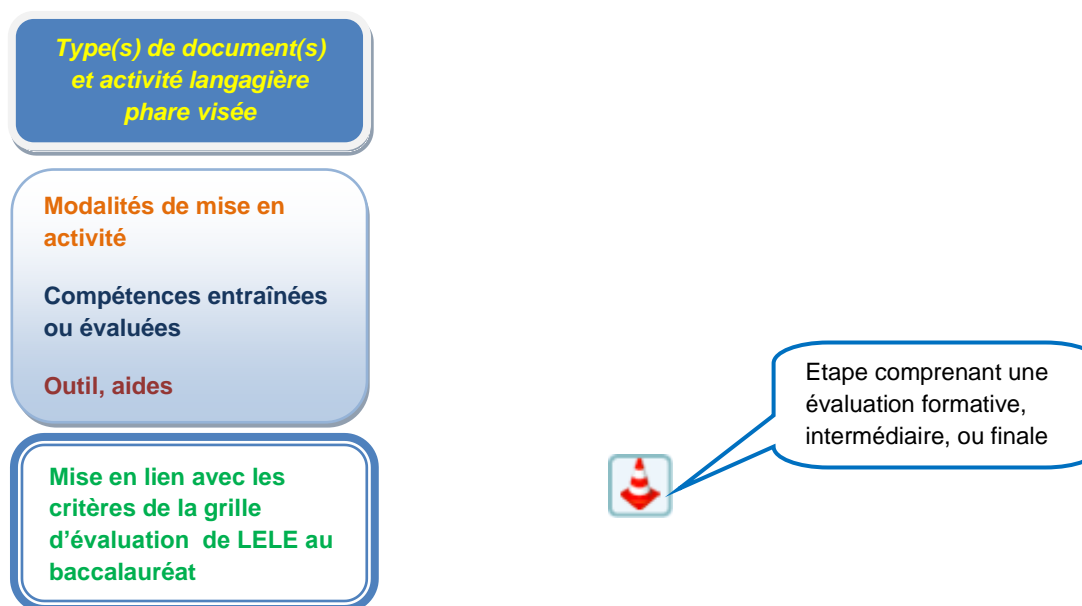 Type(s) de document(s)
et activité langagière
phare visée
Modalités de mise en
activité
Compétences entraînées
ou évaluées
Outil, aides
Mise en lien avec les
critères de la grille
d’évaluation  de LELE au
baccalauréat
Etape comprenant une
évaluation formative,
intermédiaire, ou finale